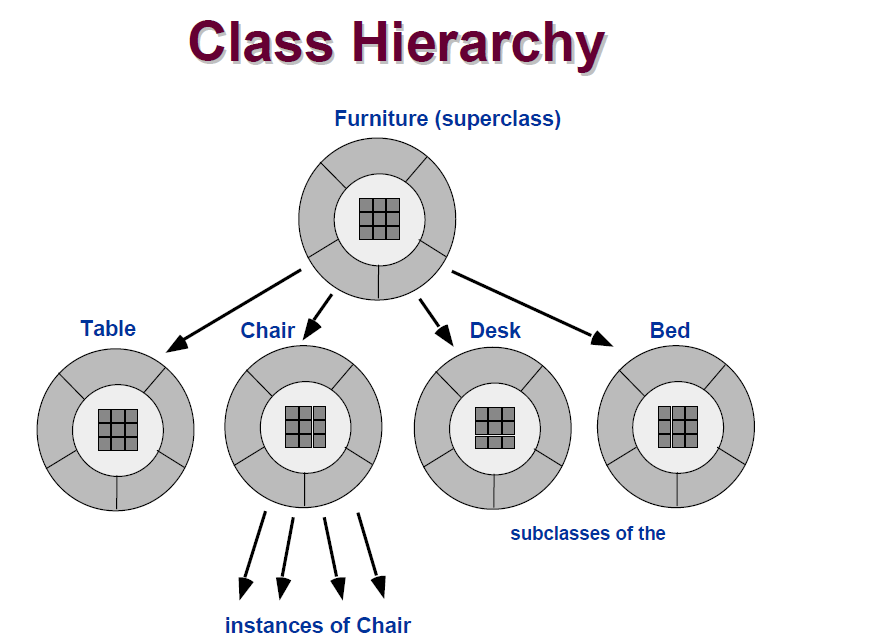 Class Hierarchy
Furniture (superclass)
Table
Chair
Desk
Bed
subclasses of the
instances of Chair